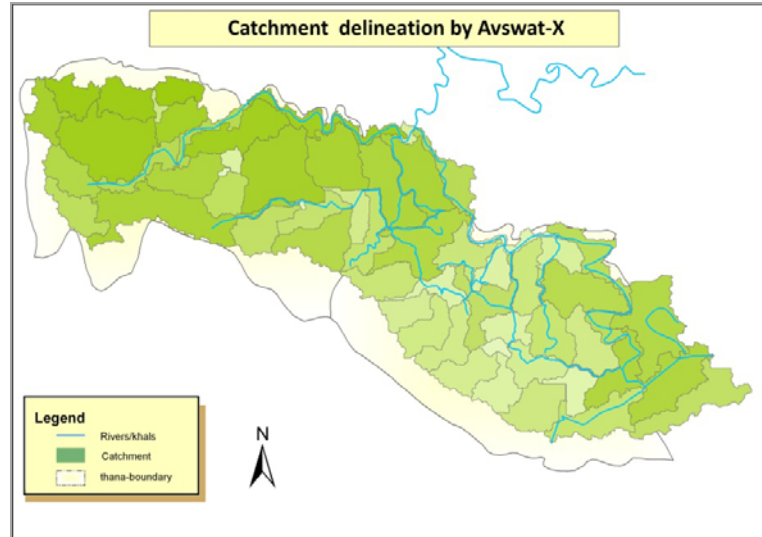 Catchment delineation by Avswat-X
Legend
Rivers/khals
Catchment
thana-boundary
N